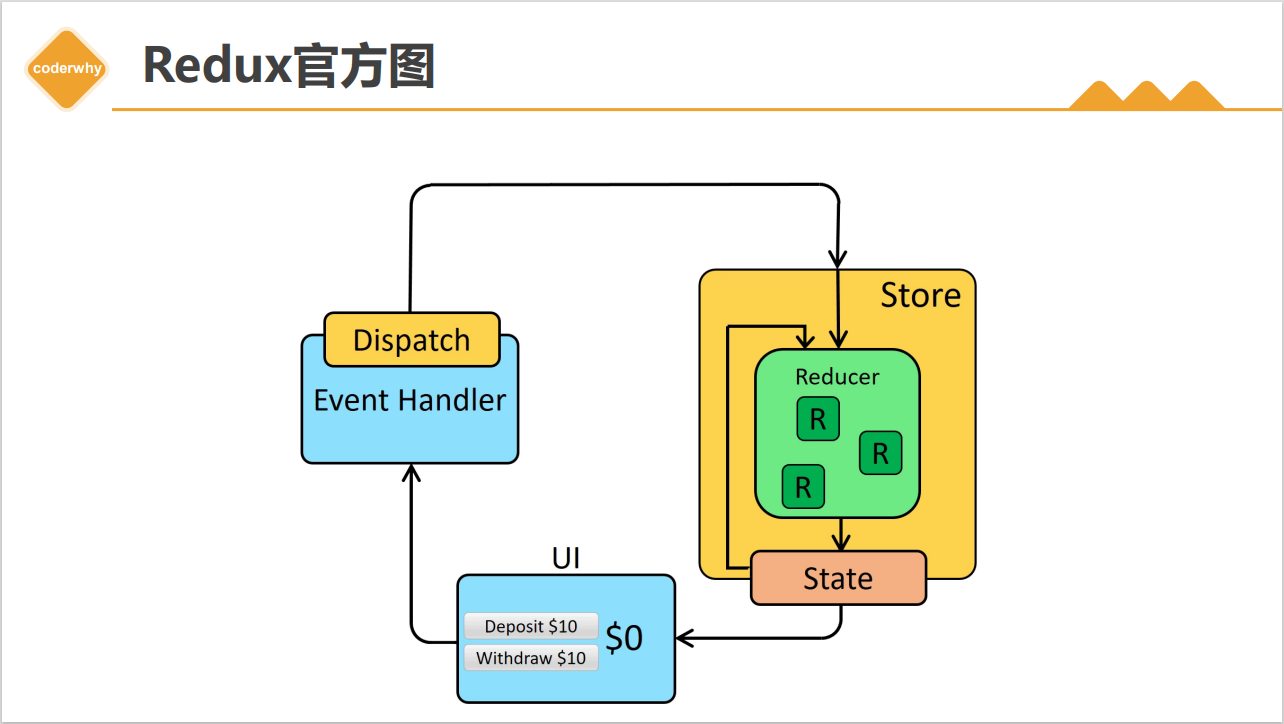 coderwhy
Redux官方图
Store
Dispatch
Event Handler
Reducer
R
R
R
State
UI
Deposit $10
$0
Withdraw $10